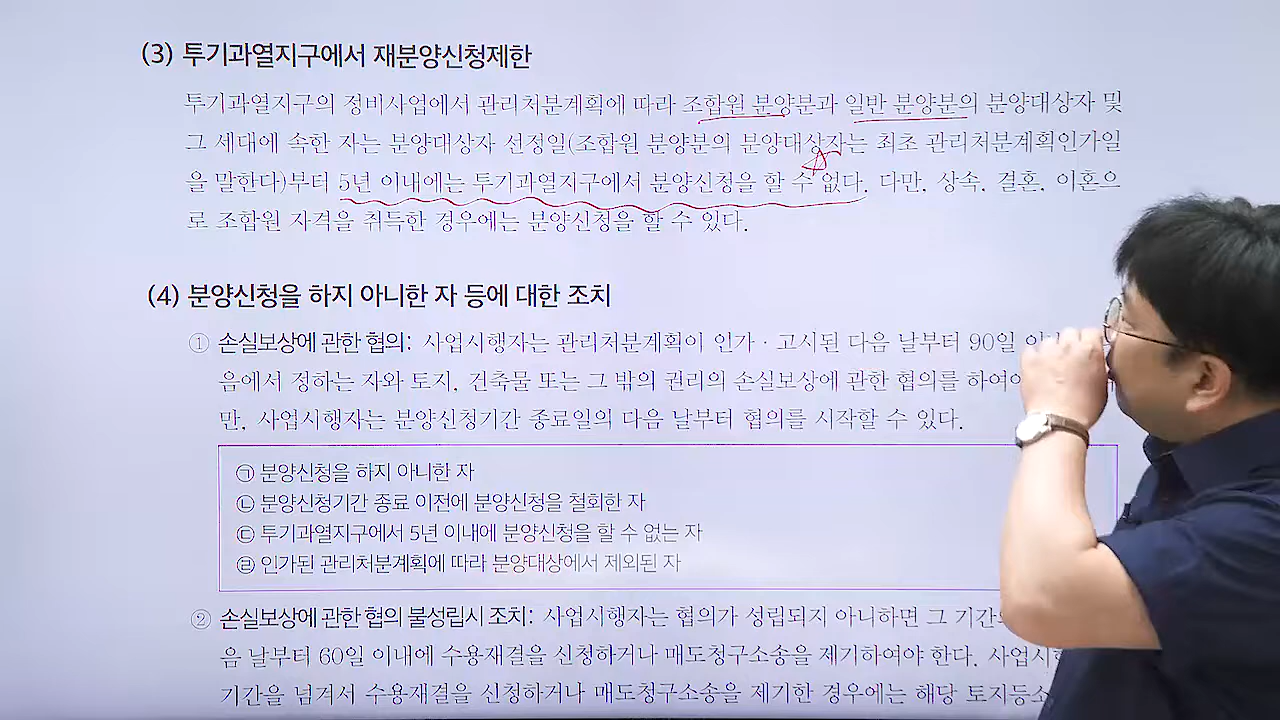 (3) 투기과열지구에서 재분양신청제한
투기과열지구의 정비사업에서 관리처분계획에 따라 조합원 분양분과 일반 분양분의 분양대상자 및
그 세대에 속한 자는 분양대상자 선정일(조합원 분양분의 분양대상자는 최초 관리처분계획인가일
을 말한다)부터 5년 이내에는 투기과열지구에서 분양신청을 할 수 없다. 다만, 상속, 결혼, 이혼으
로 조합원 자격을 취득한 경우에는 분양신청을 할 수 있다.
(4) 분양신청을 하지 아니한 자 등에 대한 조치
① 손실보상에 관한 협의: 사업시행자는 관리처분계획이 인가·고시된 다음 날부터 90일
음에서 정하는 자와 토지, 건축물 또는 그 밖의 권리의 손실보상에 관한 협의를 하여야
만, 사업시행자는 분양신청기간 종료일의 다음 날부터 협의를 시작할 수 있다.
㉠ 분양신청을 하지 아니한 자
㉡ 분양신청기간 종료 이전에 분양신청을 철회한 자
㉢ 투기과열지구에서 5년 이내에 분양신청을 할 수 없는 자
㉣ 인가된 관리처분계획에 따라 분양대상에서 제외된 자
② 손실보상에 관한 협의 불성립시 조치: 사업시행자는 협의가 성립되지 아니하면 그 기간
음 날부터 60일 이내에 수용재결을 신청하거나 매도청구소송을 제기하여야 한다. 사업시
기간을 넘겨서 수용재결을 신청하거나 매도청구소송을 제기한 경우에는 해당 토지등소